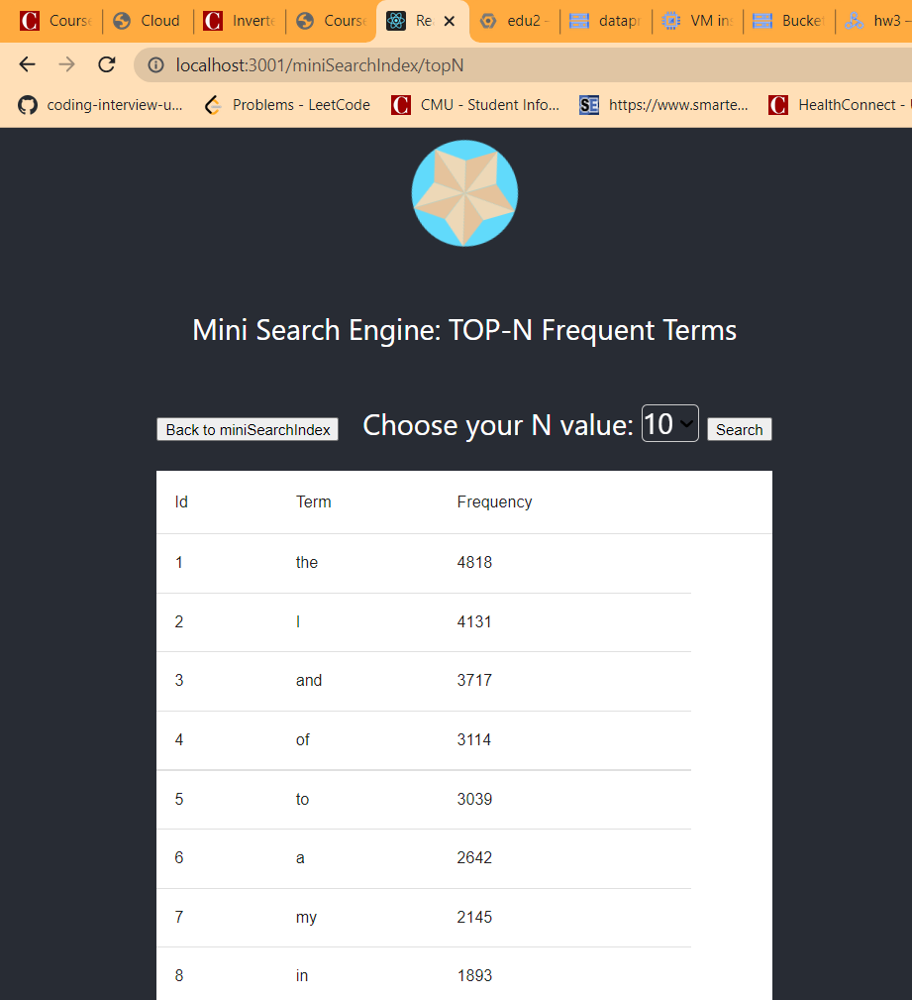 Course Cloud Inverte Course Re edu2 - datapr VM ins Bucket hw3 –
localhost:3001/miniSearchIndex/topN
coding-interview-u... Problems - LeetCode CMU - Student Info... https://www.smarte... HealthConnect -
Mini Search Engine: TOP-N Frequent Terms
Back to miniSearchIndex Choose your N value: 10 Search
Id Term Frequency
1 the 4818
2 I 4131
3 and 3717
4 of 3114
5 to 3039
6 a 2642
7 my 2145
8 in 1893